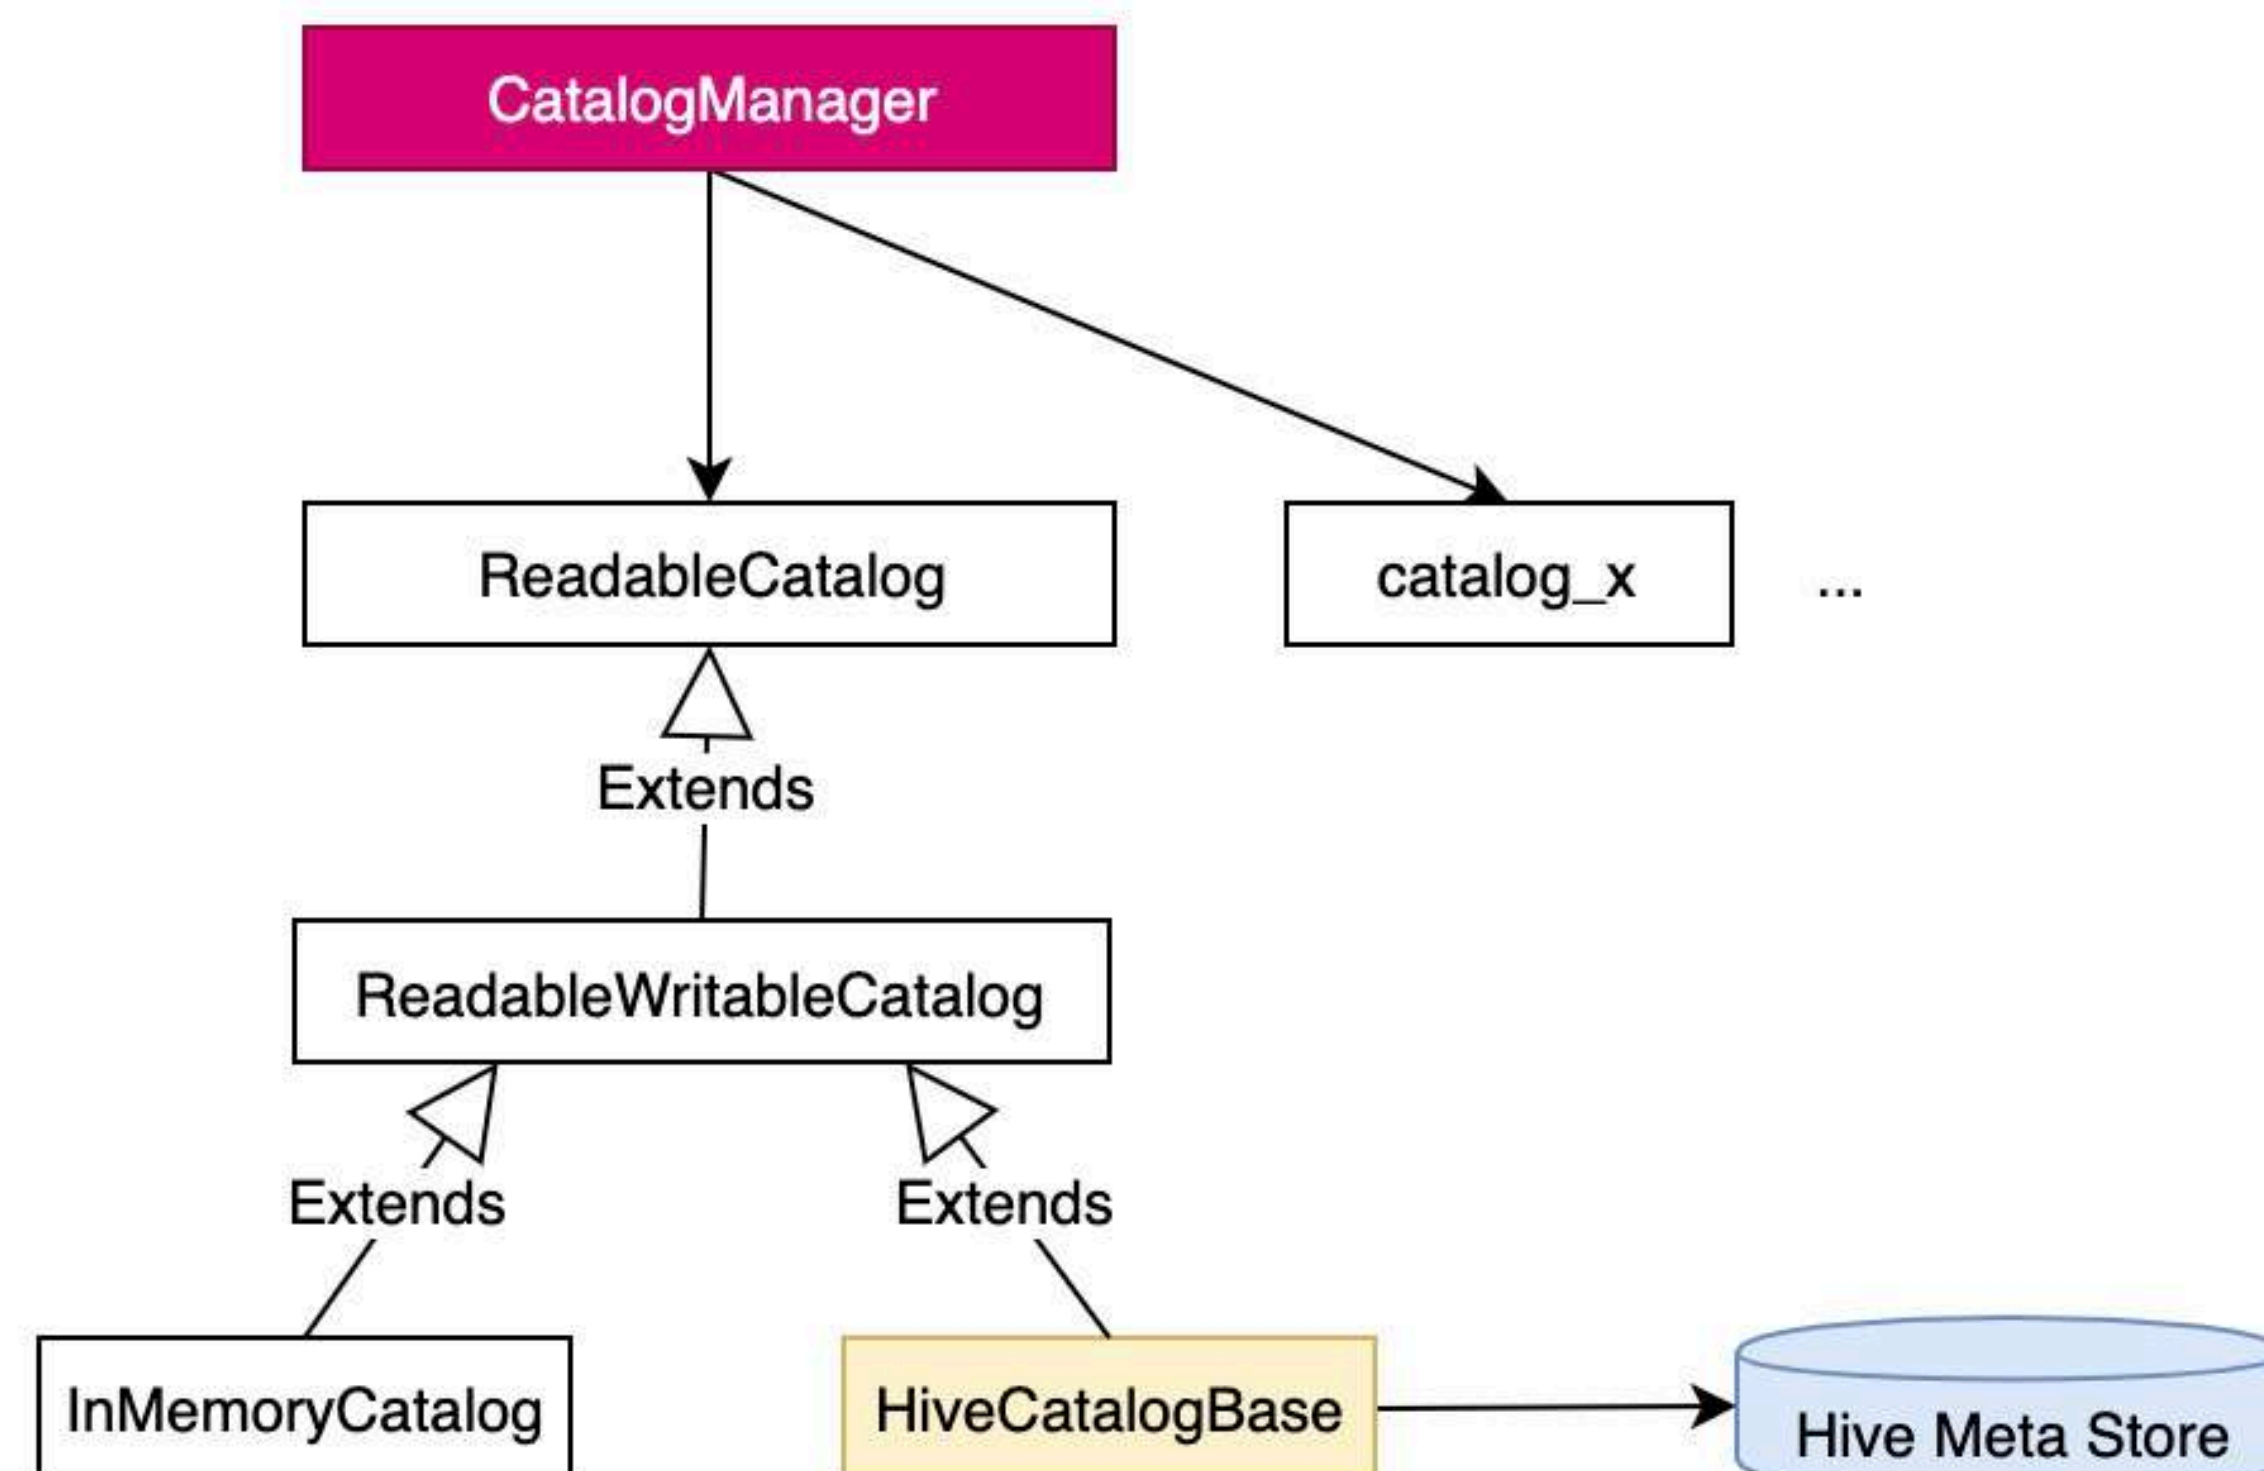 CatalogManager
ReadableCatalog
catalog_x
...
Extends
ReadableWritableCatalog
Extends
Extends
InMemoryCatalog
HiveCatalogBase
Hive Meta Store